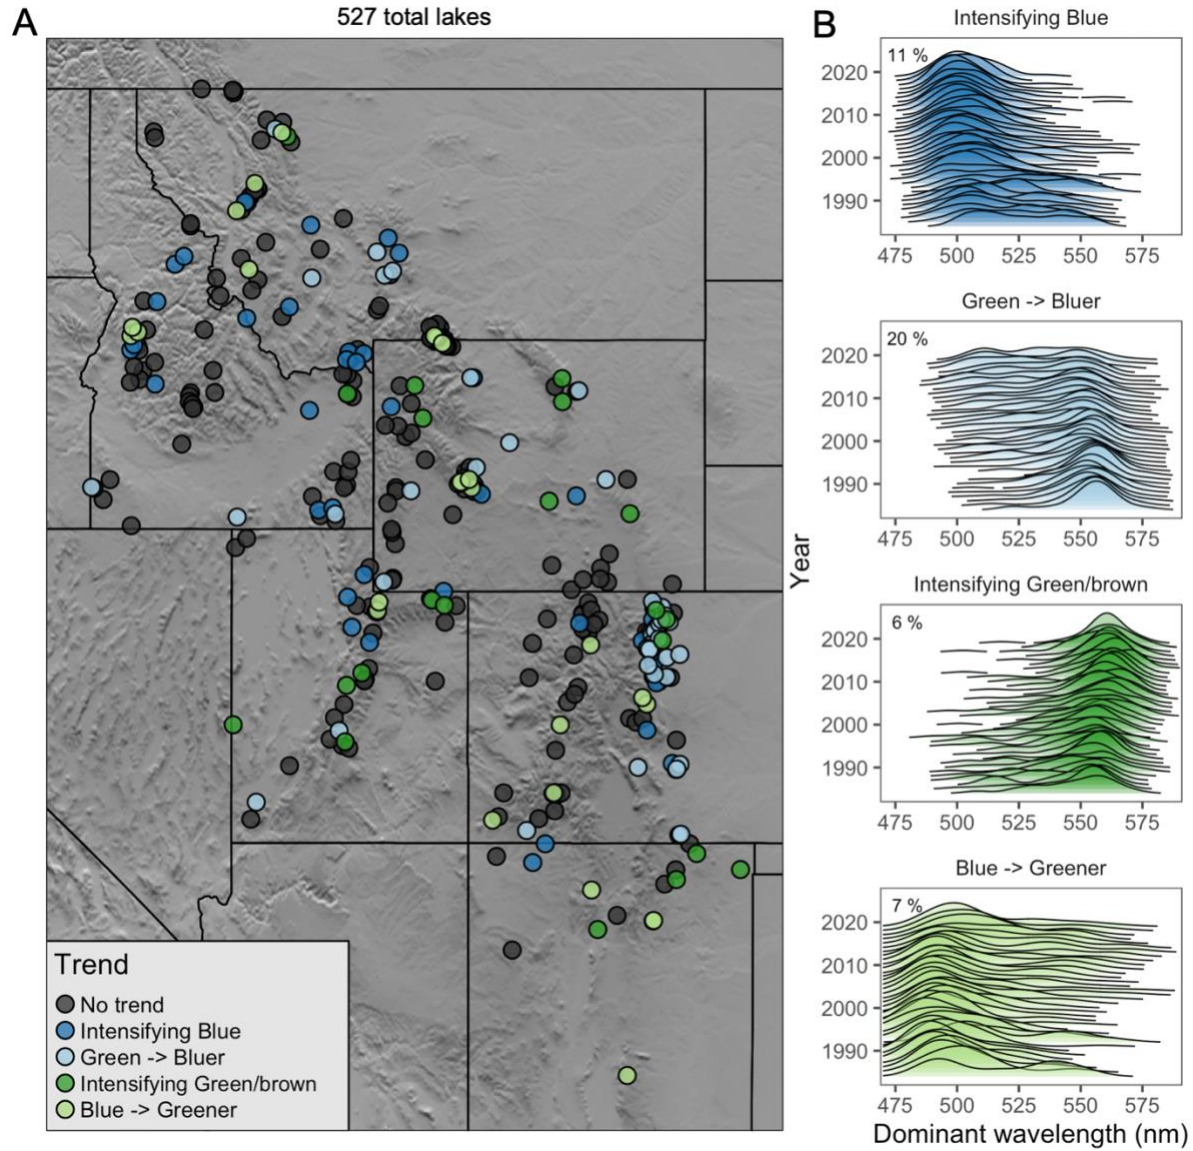 A
527 total lakes
Trend
No trend
Intensifying Blue
Green -> Bluer
Intensifying Green/brown
Blue -> Greener
B
Year
Intensifying Blue
11 %
2020
2010
2000
1990
475 500 525 550 575
Green -> Bluer
20 %
2020
2010
2000
1990
475 500 525 550 575
Intensifying Green/brown
6 %
2020
2010
2000
1990
475 500 525 550 575
Blue -> Greener
7 %
2020
2010
2000
1990
475 500 525 550 575
Dominant wavelength (nm)